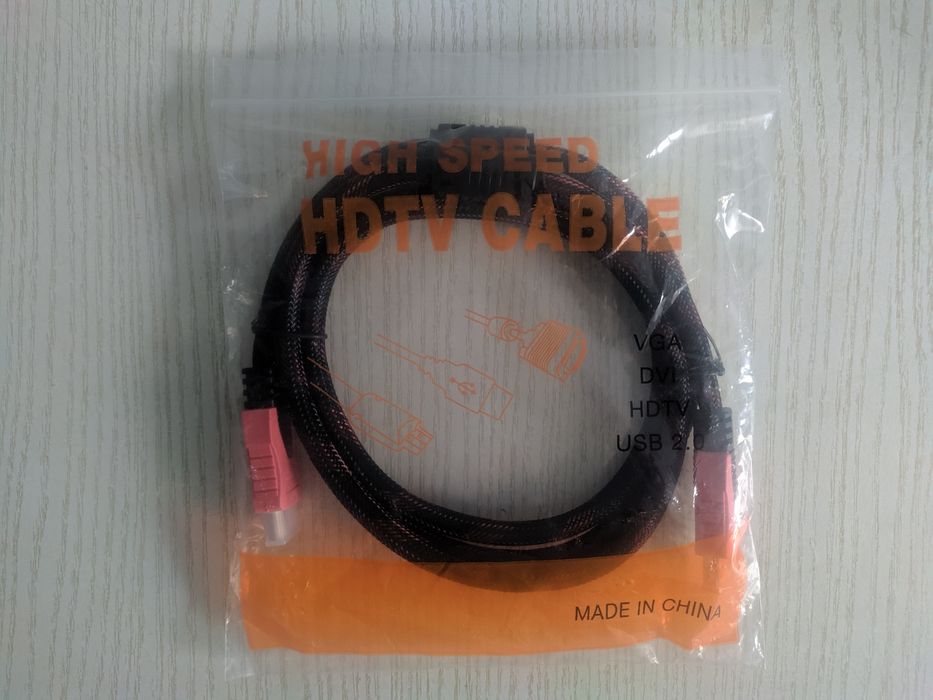 HIGH SPEED
HDTV CABLE
VGA
DVI
HDTV
USB 2.0
MADE IN CHINA